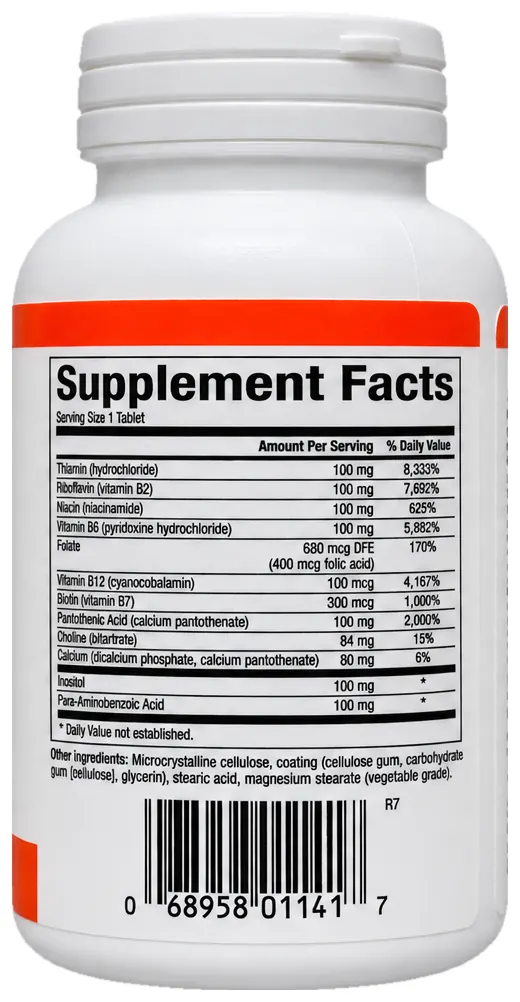 Supplement Facts
Serving Size 1 Tablet
Amount Per Serving % Daily Value
Thiamin (hydrochloride) 100 mg 8,333%
Riboflavin (vitamin B2) 100 mg 7,692%
Niacin (niacinamide) 100 mg 625%
Vitamin B6 (pyridoxine hydrochloride) 100 mg 5,882%
Folate 680 mcg DFE 170%
(400 mcg folic acid)
Vitamin B12 (cyanocobalamin) 100 mcg 4,167%
Biotin (vitamin B7) 300 mcg 1,000%
Pantothenic Acid (calcium pantothenate) 100 mg 2,000%
Choline (bitartrate) 84 mg 15%
Calcium (dicalcium phosphate, calcium pantothenate) 80 mg 6%
Inositol 100 mg *
Para-Aminobenzoic Acid 100 mg *
* Daily Value not established.
Other ingredients: Microcrystalline cellulose, coating (cellulose gum, carbohydrate
gum [cellulose], glycerin), stearic acid, magnesium stearate (vegetable grade).
R7
0 68958 01141 7